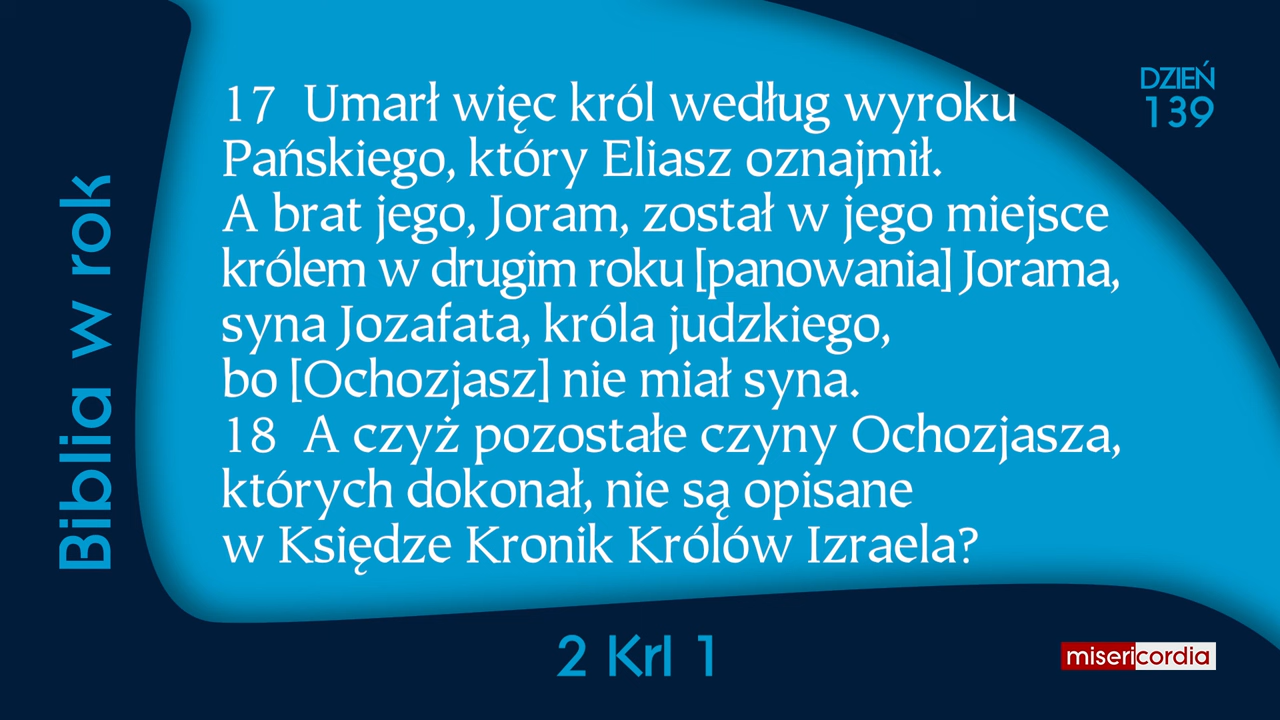 DZIEŃ
139
17 Umarł więc król według wyroku
Pańskiego, który Eliasz oznajmił.
A brat jego, Joram, został w jego miejsce
królem w drugim roku [panowania] Jorama,
syna Jozafata, króla judzkiego,
bo [Ochozjasz] nie miał syna.
18 A czyż pozostałe czyny Ochozjasza,
których dokonał, nie są opisane
w Księdze Kronik Królów Izraela?
Biblia w rok
2 Krl 1
misericordia